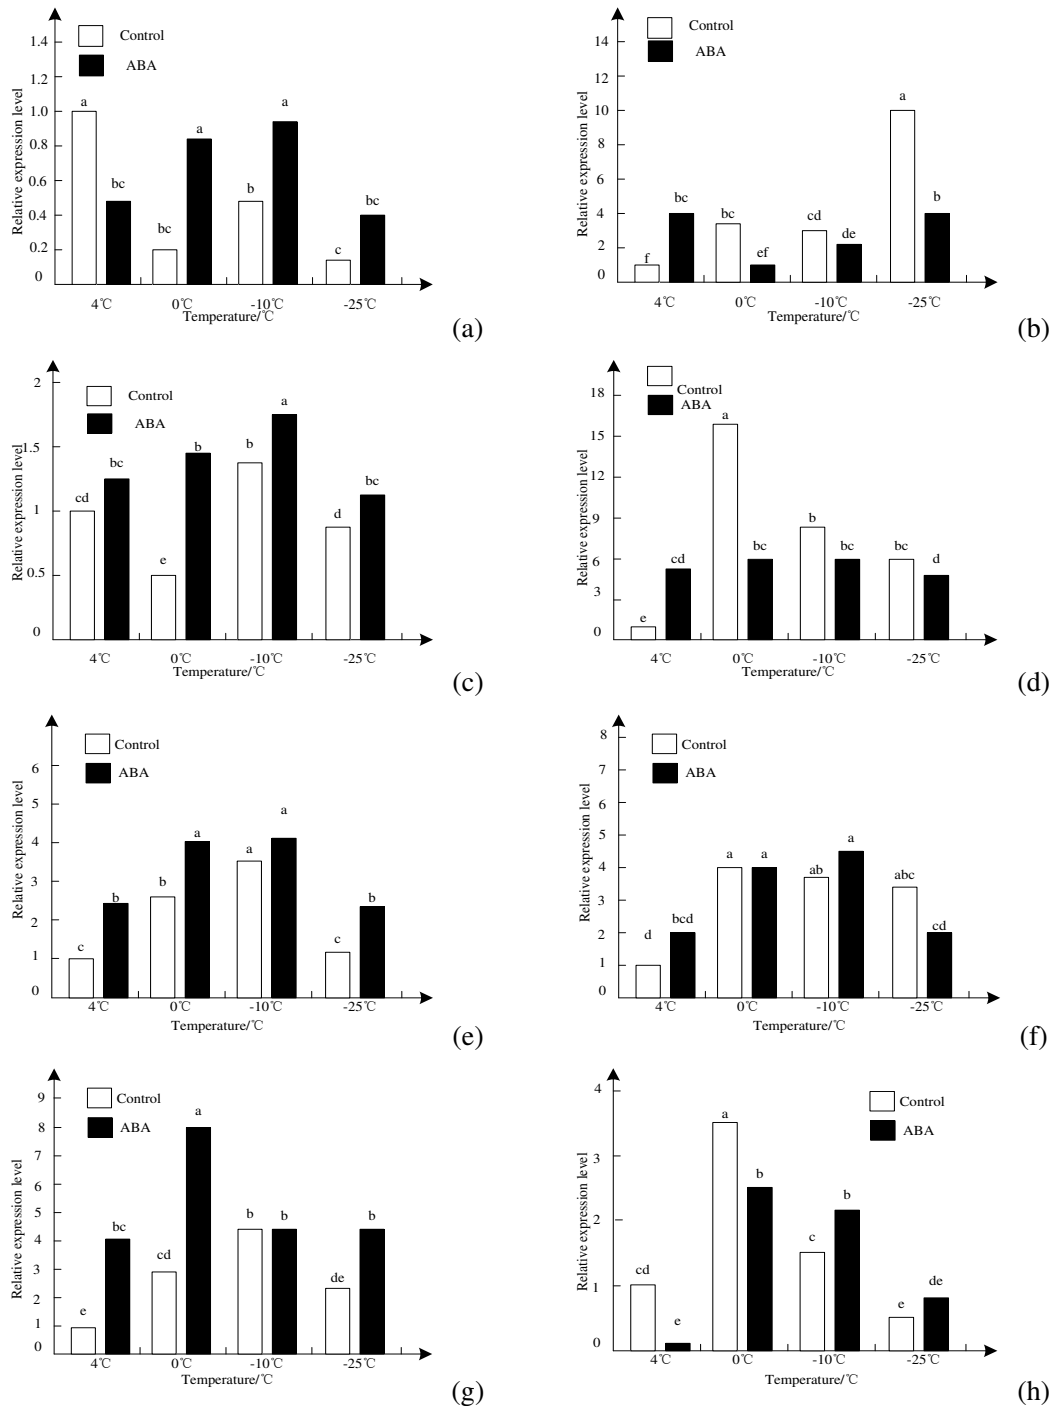 1.4
1.2
1.0
0.8
0.6
0.4
0.2
0
Relative expression level
Control
ABA
a
bc
bc
a
b
a
c
bc
4℃
0℃
-10℃
-25℃
Temperature/℃
(a)
14
12
10
8
6
4
2
0
Relative expression level
Control
ABA
f
bc
bc
ef
cd
de
a
b
4℃
0℃
-10℃
-25℃
Temperature/℃
(b)
2
1.5
1
0.5
0
Relative expression level
Control
ABA
cd
bc
e
b
b
a
d
bc
4℃
0℃
-10℃
-25℃
Temperature/℃
(c)
18
15
12
9
6
3
0
Relative expression level
Control
ABA
e
cd
a
bc
b
bc
bc
d
4℃
0℃
-10℃
-25℃
Temperature/℃
(d)
6
5
4
3
2
1
0
Relative expression level
Control
ABA
c
b
b
a
a
a
c
b
4℃
0℃
-10℃
-25℃
Temperature/℃
(e)
8
7
6
5
4
3
2
1
0
Relative expression level
Control
ABA
d
bcd
a
a
ab
a
abc
cd
4℃
0℃
-10℃
-25℃
Temperature/℃
(f)
9
8
7
6
5
4
3
2
1
0
Relative expression level
Control
ABA
e
bc
cd
a
b
b
de
b
4℃
0℃
-10℃
-25℃
Temperature/℃
(g)
4
3
2
1
0
Relative expression level
Control
ABA
cd
e
a
b
c
b
e
de
4℃
0℃
-10℃
-25℃
Temperature/℃
(h)